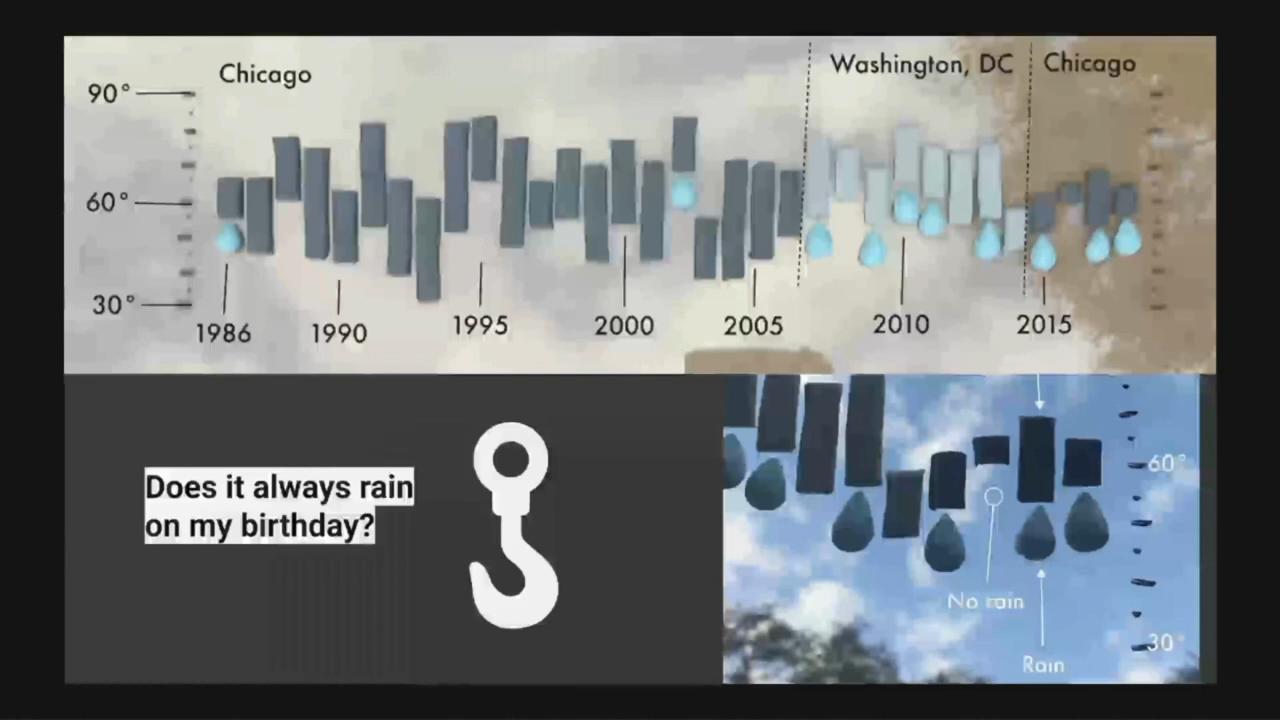 Chicago
Washington, DC
Chicago
90°
60°
30°
1986
1990
1995
2000
2005
2010
2015
Does it always rain
on my birthday?
60°
No rain
30°
Rain